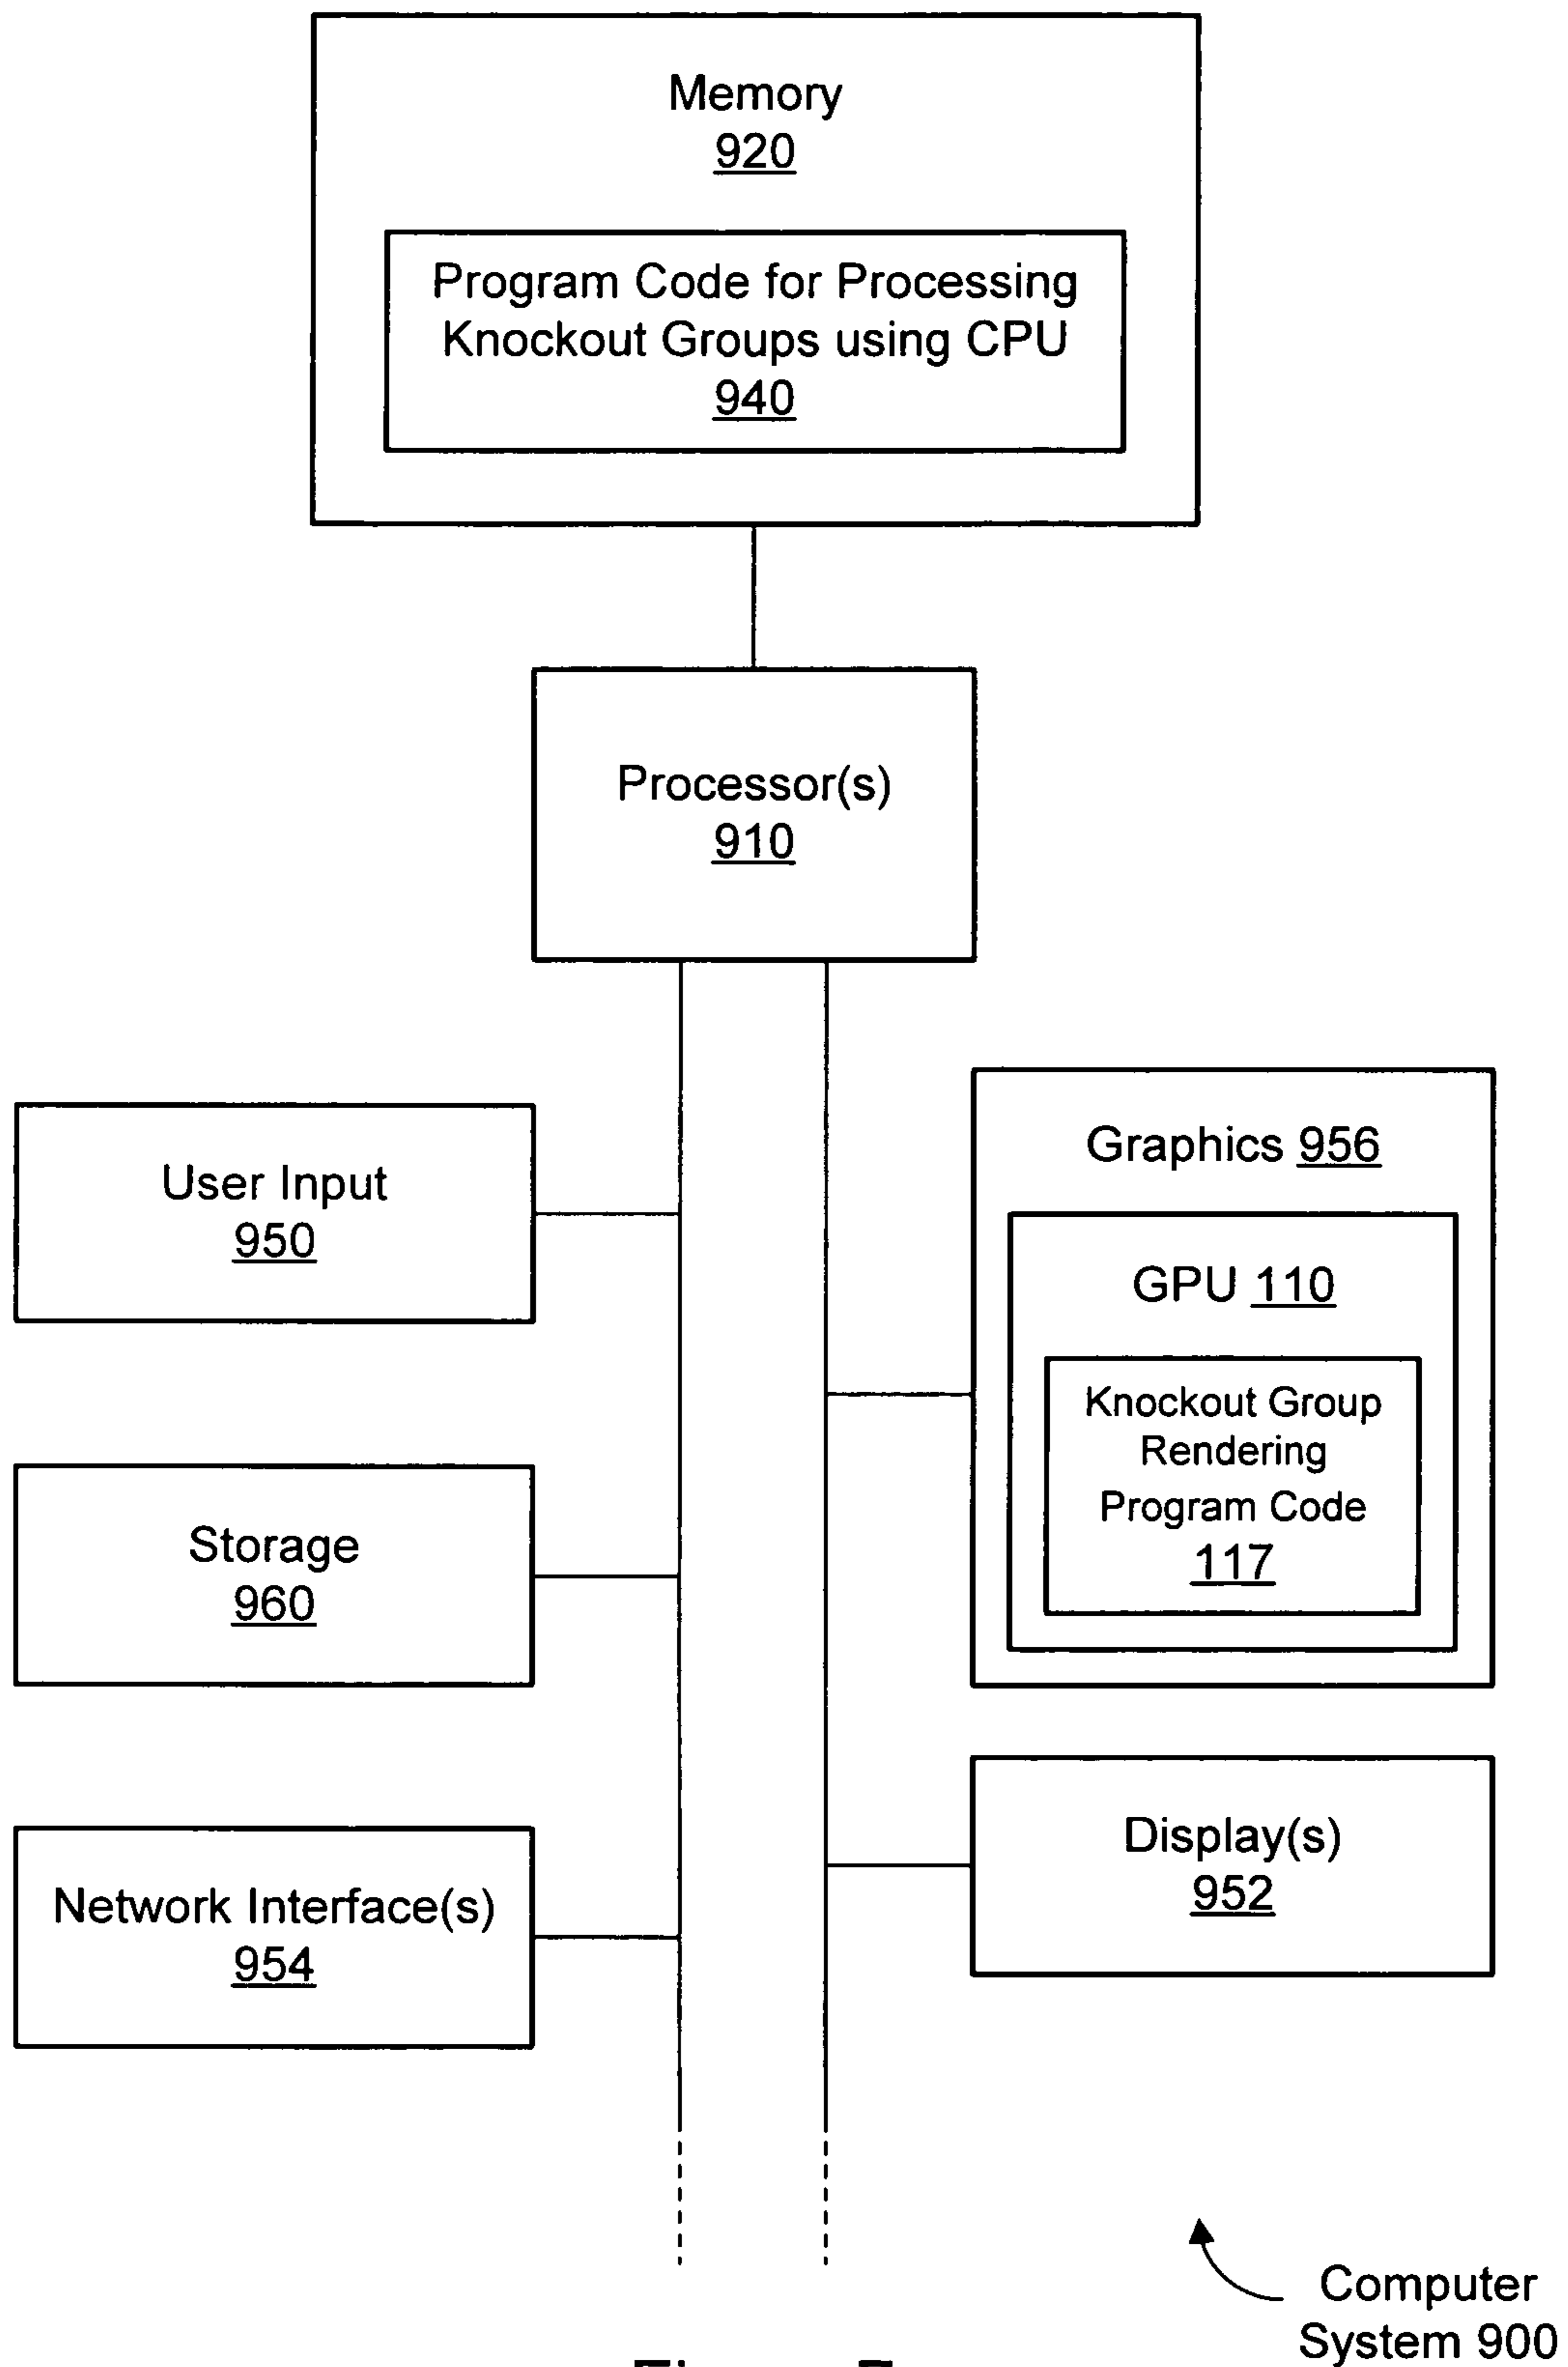 Memory
920
Program Code for Processing
Knockout Groups using CPU
940
Processor(s)
910
User Input
950
Graphics 956
GPU 110
Knockout Group
Rendering
Program Code
117
Storage
960
Display(s)
952
Network Interface(s)
954
Computer
System 900